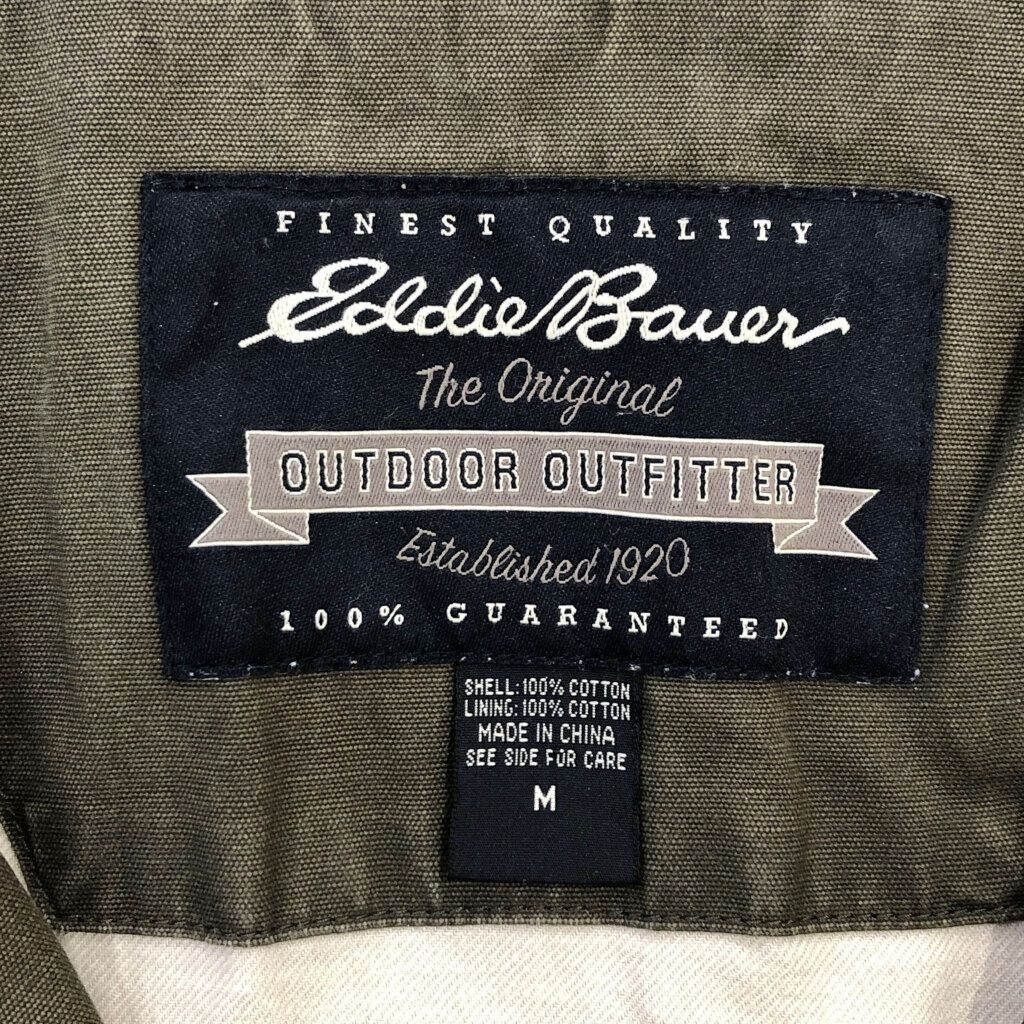 FINEST QUALITY
Eddie Bauer
The Original
OUTDOOR OUTFITTER
Established 1920
100% GUARANTEED
SHELL: 100% COTTON
LINING: 100% COTTON
MADE IN CHINA
SEE SIDE FOR CARE
M